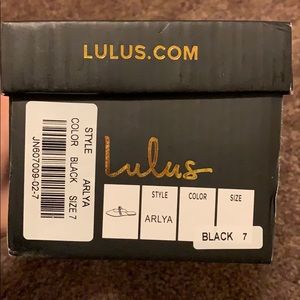 LULUS.COM
STYLE ARLYA
COLOR BLACK SIZE 7
JN607009-02-7
Lulus
STYLE COLOR SIZE
ARLYA
BLACK 7